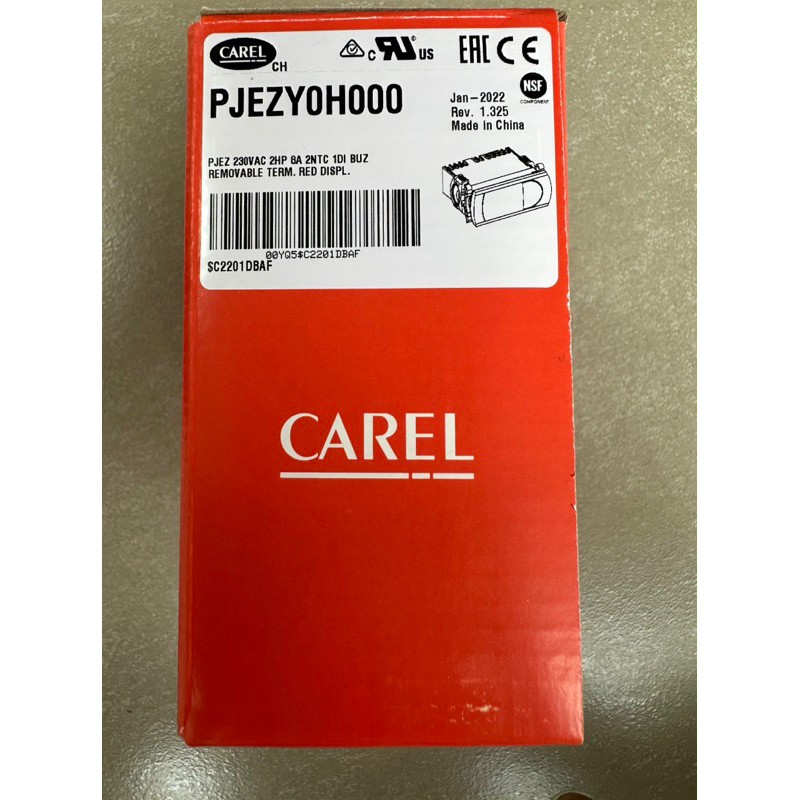 CAREL
CH
c RU ® US
EAC CE
PJEZY0H000
Jan-2022
Rev. 1.325
Made in China
NSF
COMPONENT
PJEZ 230VAC 2HP 8A 2NTC 1DI BUZ
REMOVABLE TERM. RED DISPL.
00YQ5$C2201DBAF
$C2201DBAF
CAREL